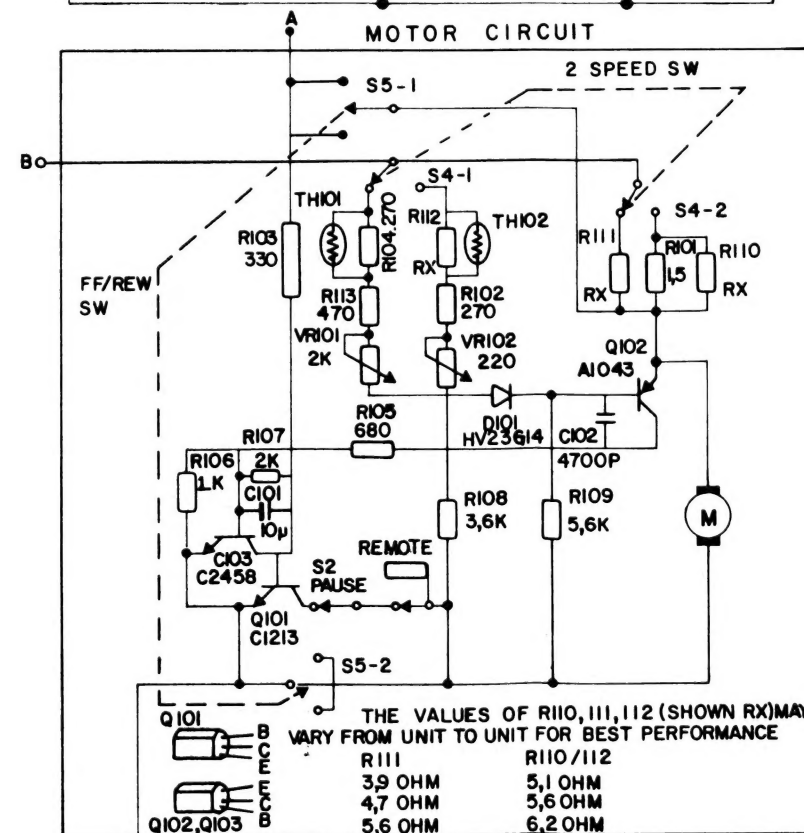 A
MOTOR CIRCUIT
2 SPEED SW
S5-1
B
S4-1
TH101
R104.270
R112
TH102
S4-2
R103
330
R111
R101
1,5
R110
RX
RX
RX
FF/REW
SW
R113
470
R102
270
VR101
2K
VR102
220
Q102
A1043
R105
680
D101
HV23G14
C102
4700P
R107
2K
R106
1.K
C101
10µ
R108
3,6K
R109
5,6K
M
C103
C2458
S2
PAUSE
REMOTE
Q101
C1213
S5-2
THE VALUES OF R110,111,112 (SHOWN RX)MAY
VARY FROM UNIT TO UNIT FOR BEST PERFORMANCE
Q101
B
C
E
R111
R110/112
3,9 OHM
5,1 OHM
4,7 OHM
5,6 OHM
5,6 OHM
6,2 OHM
E
C
B
Q102,Q103